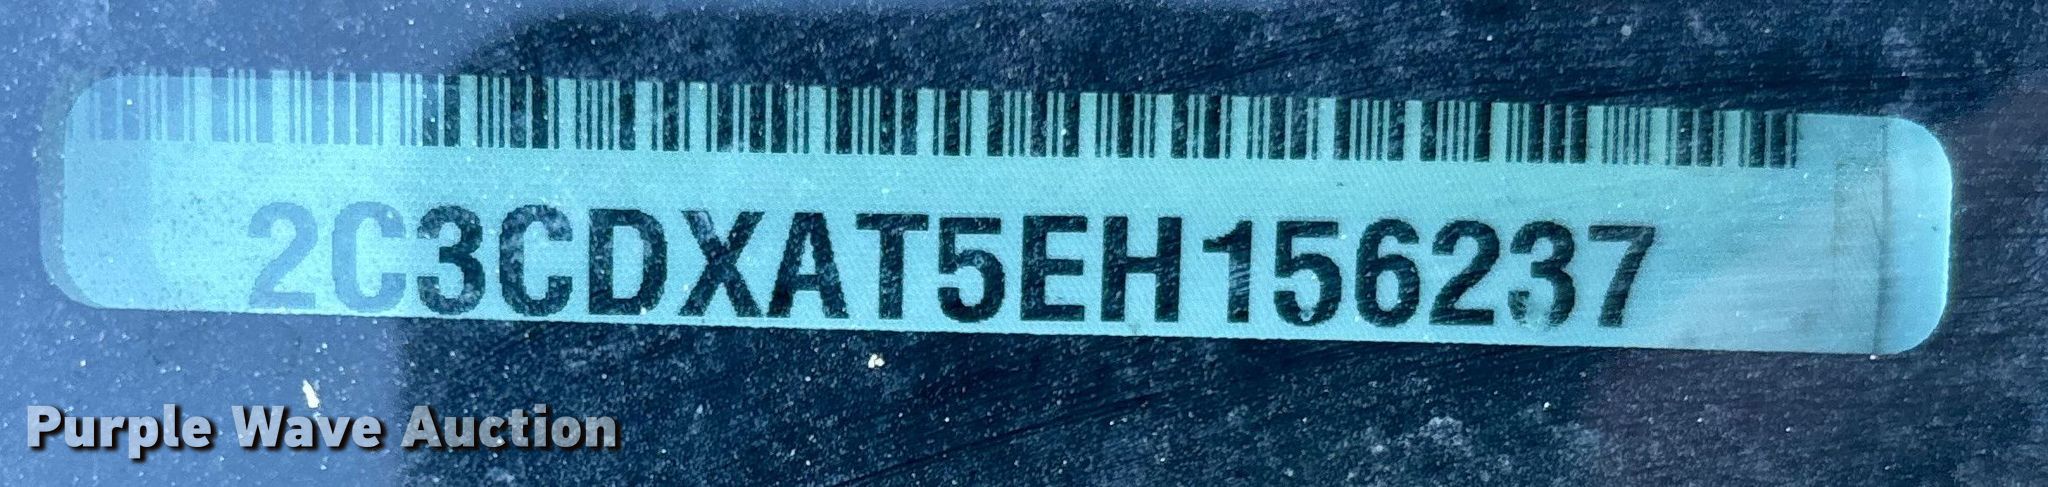 2C3CDXAT5EH156237
Purple Wave Auction